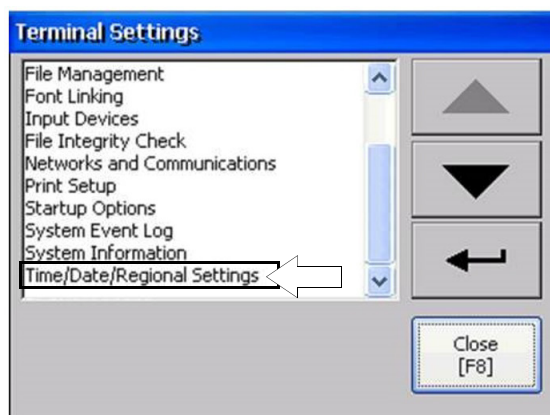 Terminal Settings
File Management
Font Linking
Input Devices
File Integrity Check
Networks and Communications
Print Setup
Startup Options
System Event Log
System Information
Time/Date/Regional Settings
Close
[F8]